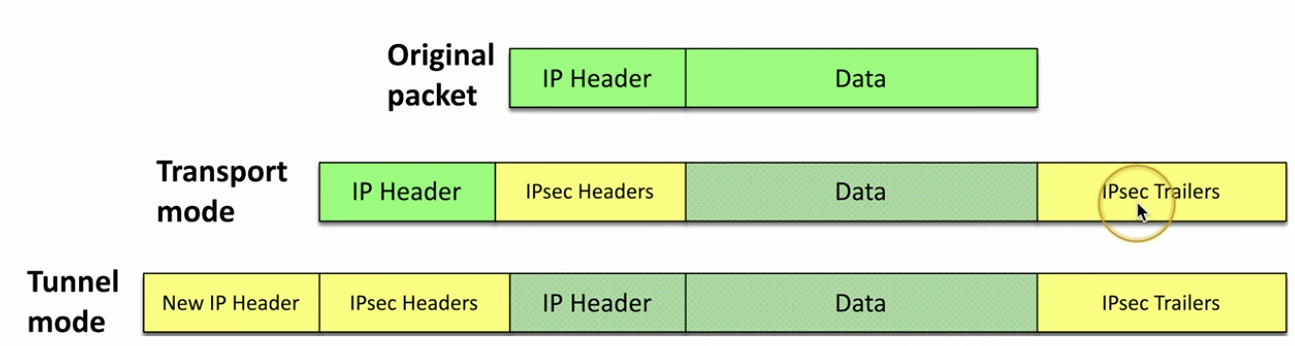 Original
packet
IP Header
Data
Transport
mode
IP Header
IPsec Headers
Data
IPsec Trailers
Tunnel
mode
New IP Header
IPsec Headers
IP Header
Data
IPsec Trailers